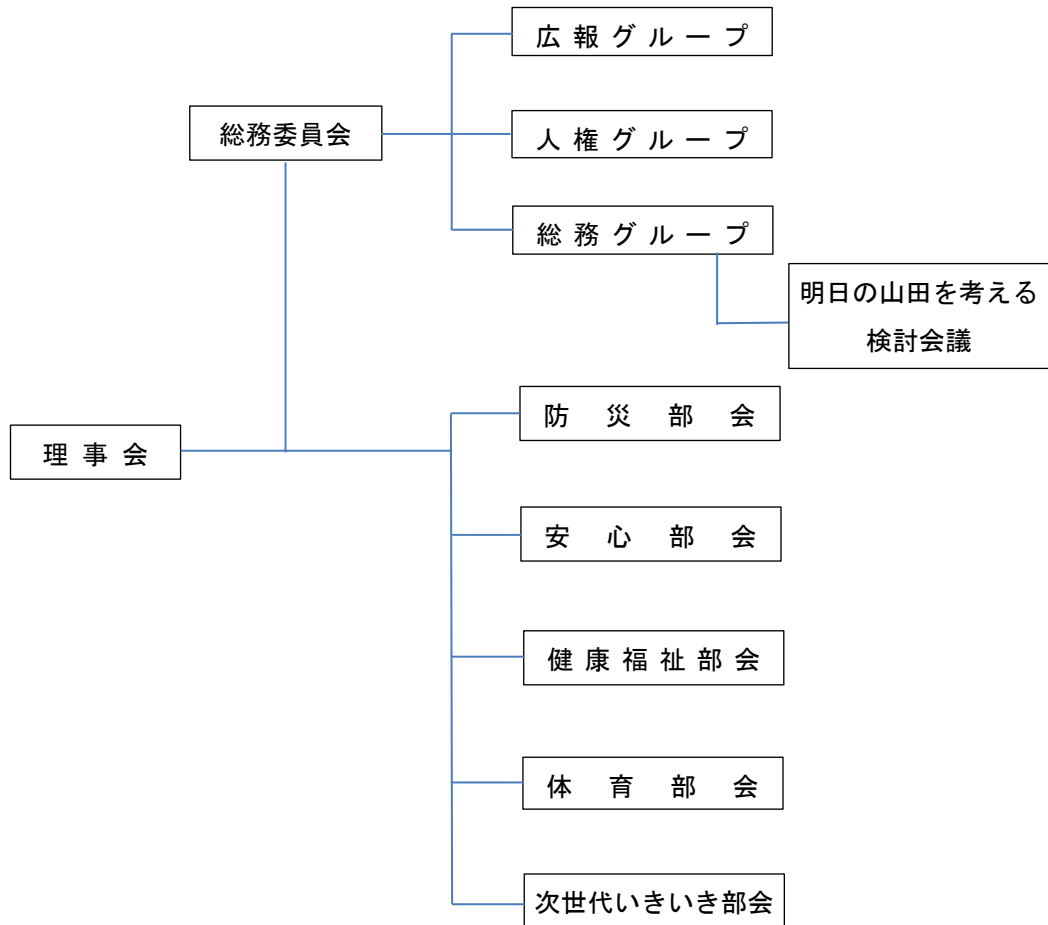 広報グループ
総務委員会
人権グループ
総務グループ
明日の山田を考える
検討会議
防災部会
理事会
安心部会
健康福祉部会
体育部会
次世代いきいき部会